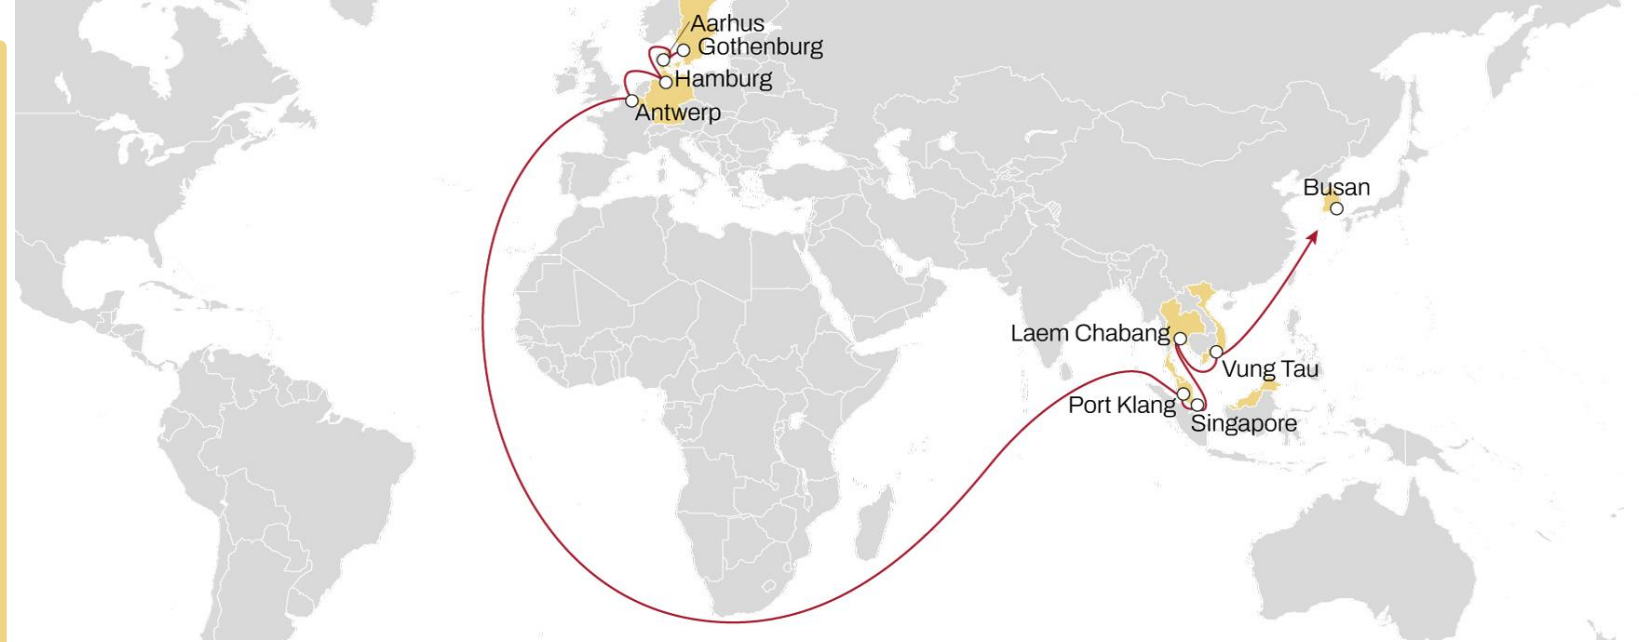 Aarhus
Gothenburg
Hamburg
Antwerp
Busan
Laem Chabang
Vung Tau
Port Klang
Singapore